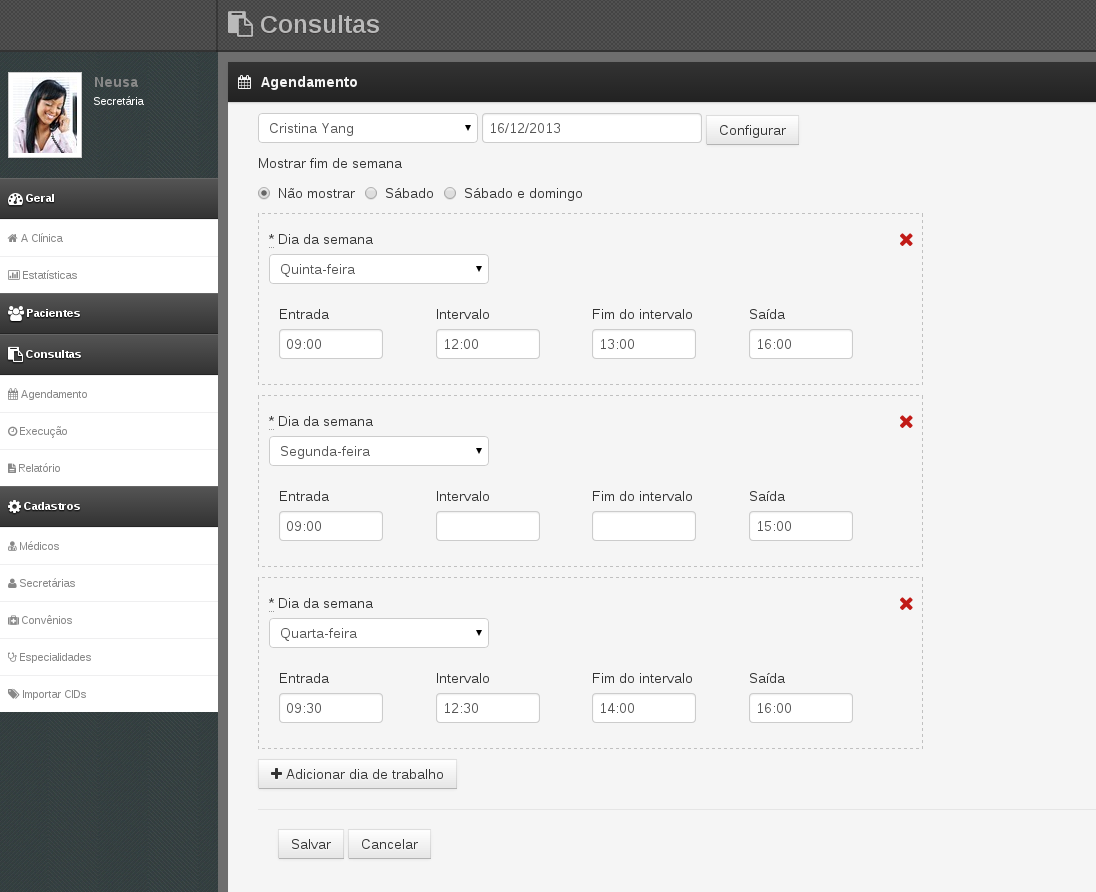 Consultas
Neusa
Secretária
Geral
A Clínica
Estatísticas
Pacientes
Consultas
Agendamento
Execução
Relatório
Cadastros
Médicos
Secretárias
Convênios
Especialidades
Importar CIDs
Agendamento
Cristina Yang 16/12/2013 Configurar
Mostrar fim de semana
Não mostrar Sábado Sábado e domingo
* Dia da semana
Quinta-feira
Entrada Intervalo Fim do intervalo Saída
09:00 12:00 13:00 16:00
* Dia da semana
Segunda-feira
Entrada Intervalo Fim do intervalo Saída
09:00 15:00
* Dia da semana
Quarta-feira
Entrada Intervalo Fim do intervalo Saída
09:30 12:30 14:00 16:00
Adicionar dia de trabalho
Salvar Cancelar